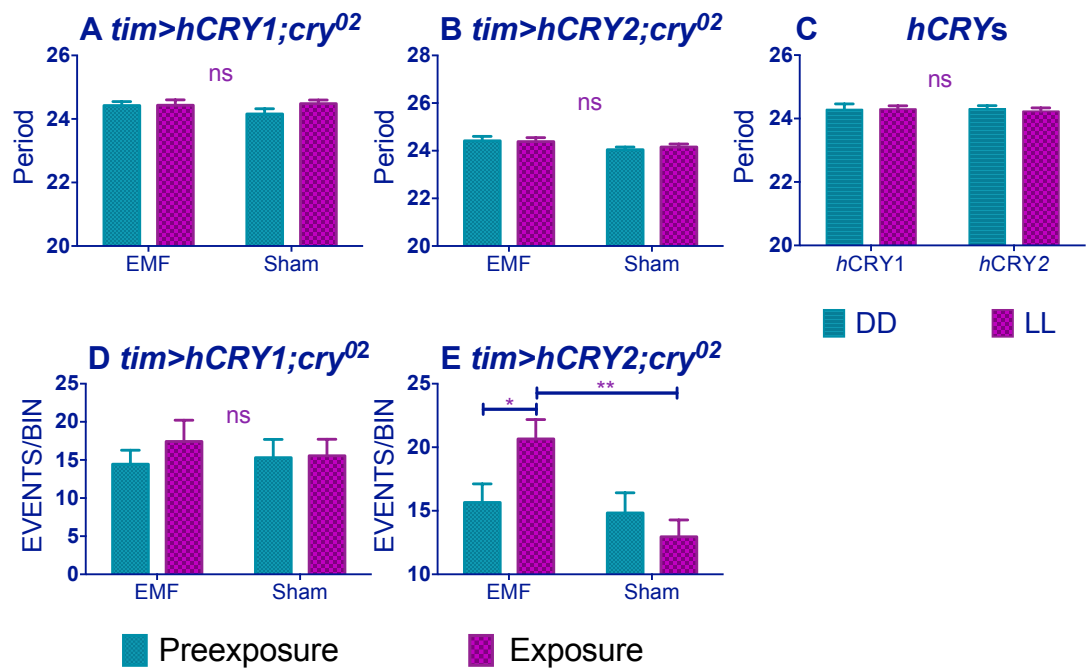 A tim>hCRY1;cry02
26
24
22
20
Period
ns
EMF
Sham
B tim>hCRY2;cry02
28
26
24
22
20
Period
ns
EMF
Sham
C hCRYs
26
24
22
20
Period
ns
hCRY1
hCRY2
DD
LL
D tim>hCRY1;cry02
25
20
15
10
5
0
EVENTS/BIN
ns
EMF
Sham
E tim>hCRY2;cry02
25
20
15
10
EVENTS/BIN
*
**
EMF
Sham
Preexposure
Exposure